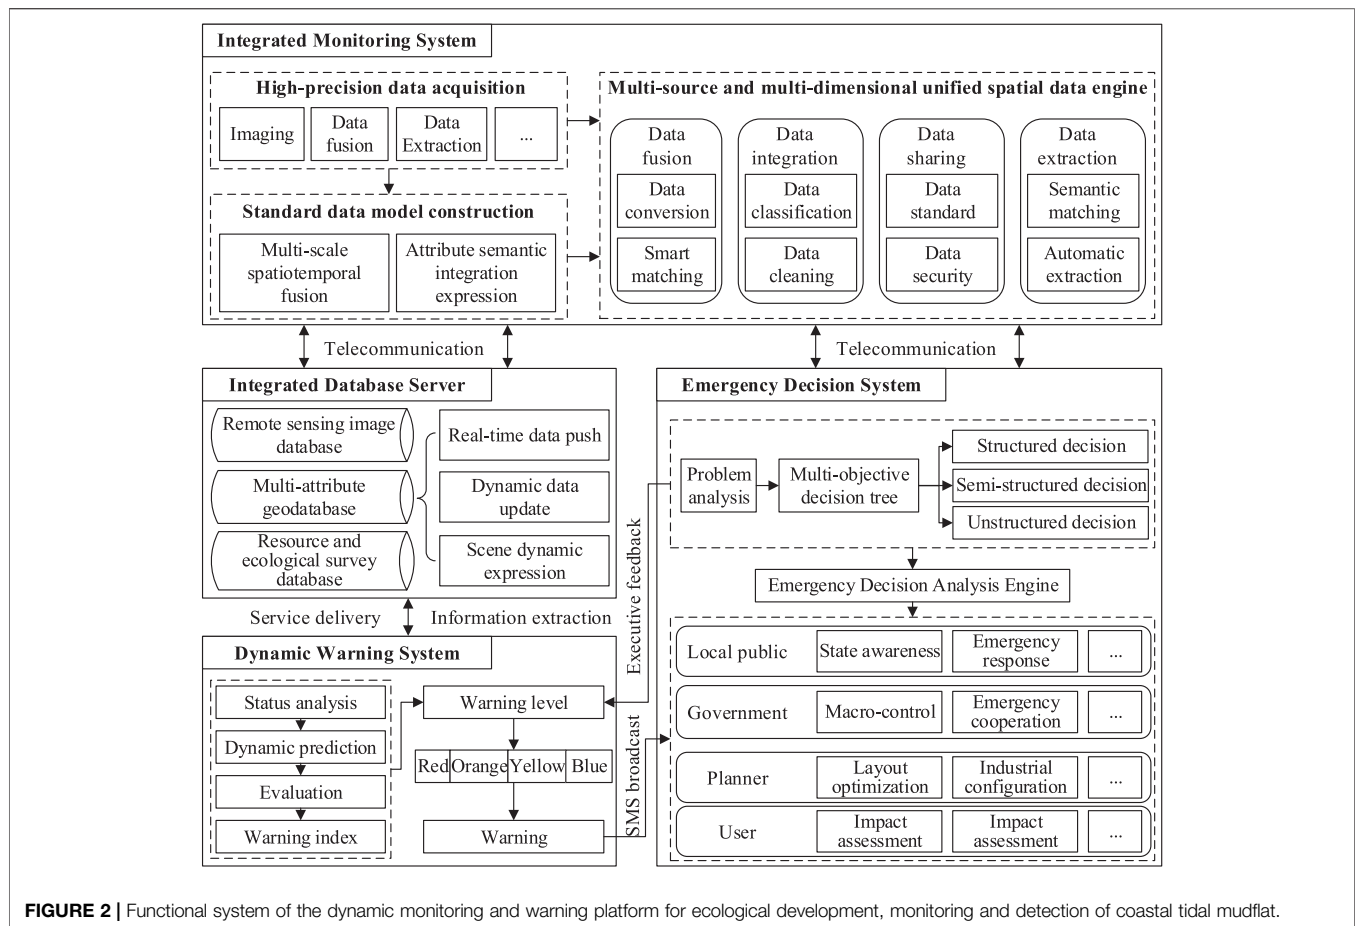 Integrated Monitoring System
High-precision data acquisition
Imaging
Data
fusion
Data
Extraction
...
Standard data model construction
Multi-scale
spatiotemporal
fusion
Attribute semantic
integration
expression
Multi-source and multi-dimensional unified spatial data engine
Data
fusion
Data
conversion
Smart
matching
Data
integration
Data
classification
Data
cleaning
Data
sharing
Data
standard
Data
security
Data
extraction
Semantic
matching
Automatic
extraction
Telecommunication
Telecommunication
Integrated Database Server
Remote sensing image
database
Multi-attribute
geodatabase
Resource and
ecological survey
database
Real-time data push
Dynamic data
update
Scene dynamic
expression
Service delivery
Information extraction
Dynamic Warning System
Status analysis
Dynamic prediction
Evaluation
Warning index
Warning level
Red
Orange
Yellow
Blue
Warning
Executive feedback
SMS broadcast
Emergency Decision System
Problem
analysis
Multi-objective
decision tree
Structured decision
Semi-structured decision
Unstructured decision
Emergency Decision Analysis Engine
Local public
State awareness
Emergency
response
...
Government
Macro-control
Emergency
cooperation
...
Planner
Layout
optimization
Industrial
configuration
...
User
Impact
assessment
Impact
assessment
...
FIGURE 2 | Functional system of the dynamic monitoring and warning platform for ecological development, monitoring and detection of coastal tidal mudflat.